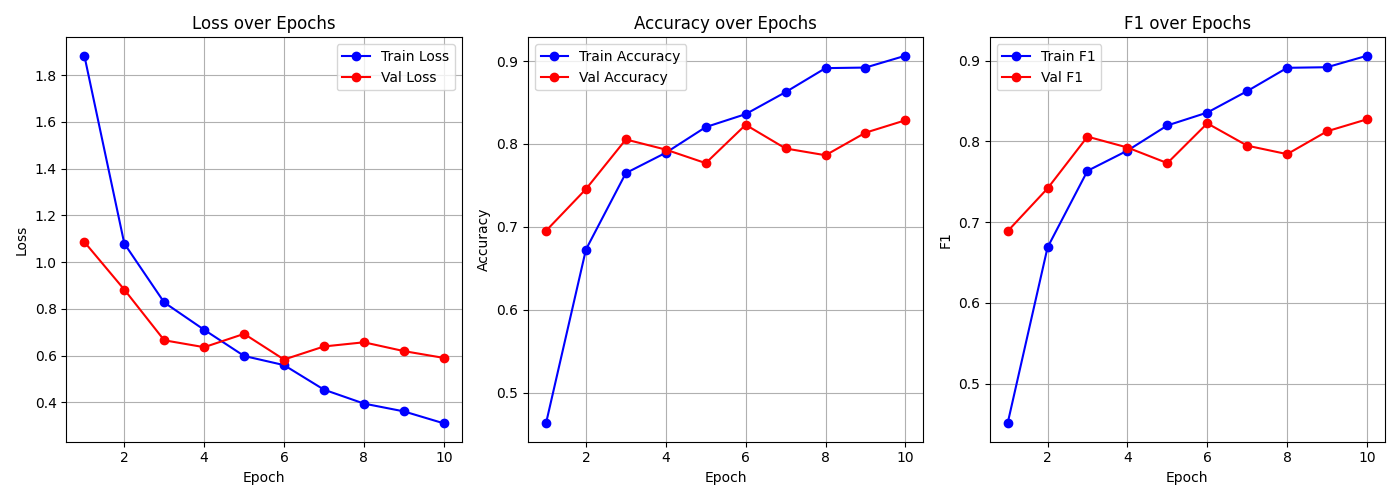 Loss over Epochs
Train Loss
Val Loss
1.8
1.6
1.4
1.2
1.0
0.8
0.6
0.4
Loss
2 4 6 8 10
Epoch
Accuracy over Epochs
Train Accuracy
Val Accuracy
0.9
0.8
0.7
0.6
0.5
Accuracy
2 4 6 8 10
Epoch
F1 over Epochs
Train F1
Val F1
0.9
0.8
0.7
0.6
0.5
F1
2 4 6 8 10
Epoch